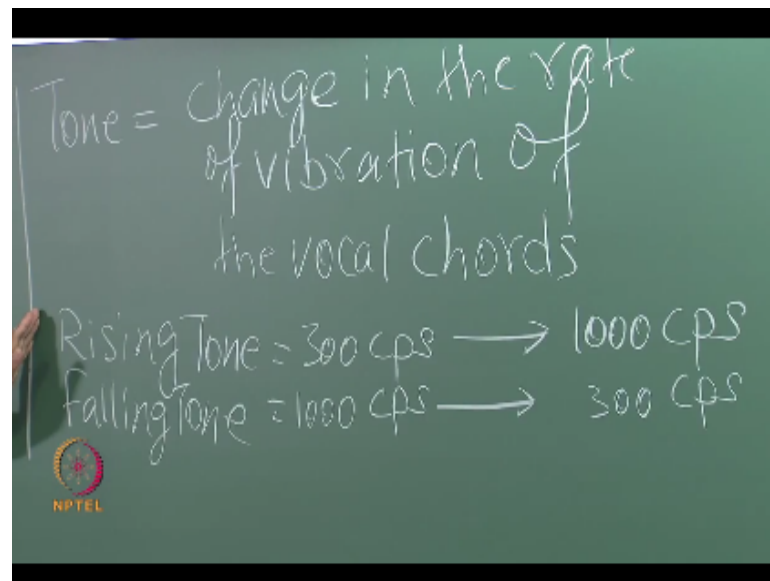 Tone = change in the rate
of vibration of
the vocal chords
Rising Tone = 300 cps → 1000 cps
Falling Tone = 1000 cps → 300 cps
NPTEL